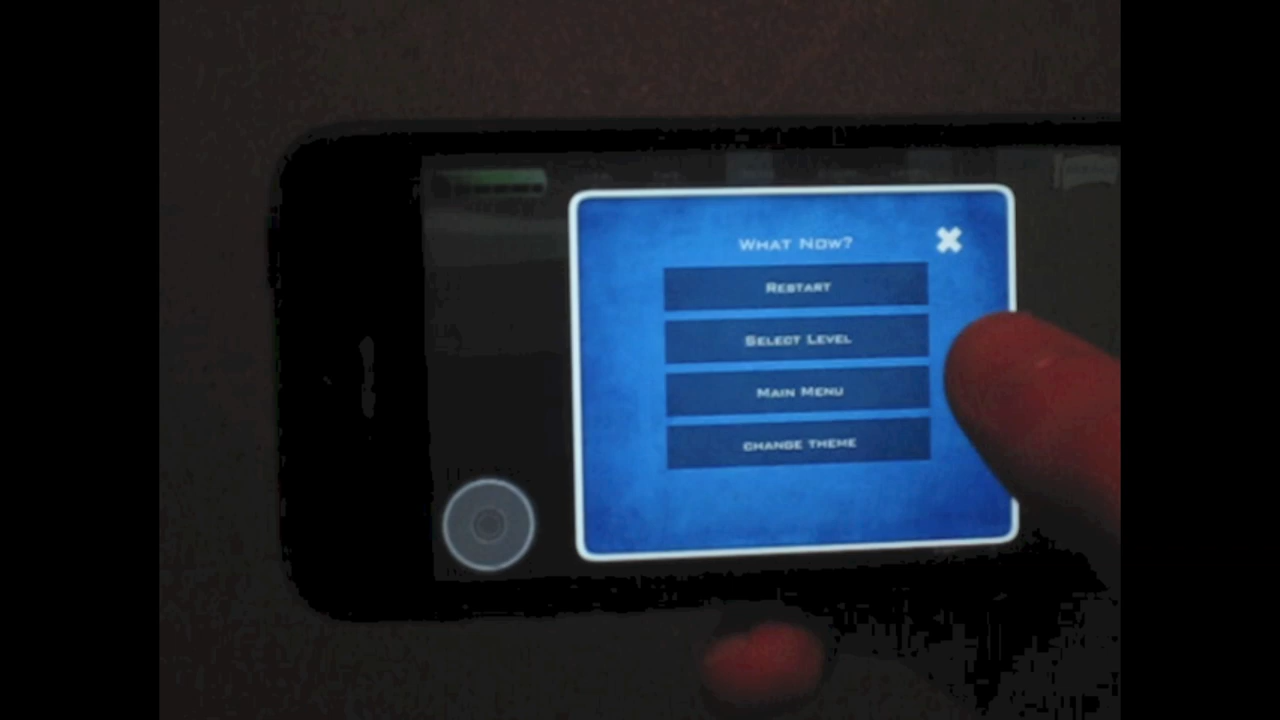 What Now?
Restart
Select Level
Main Menu
CHANGE THEME